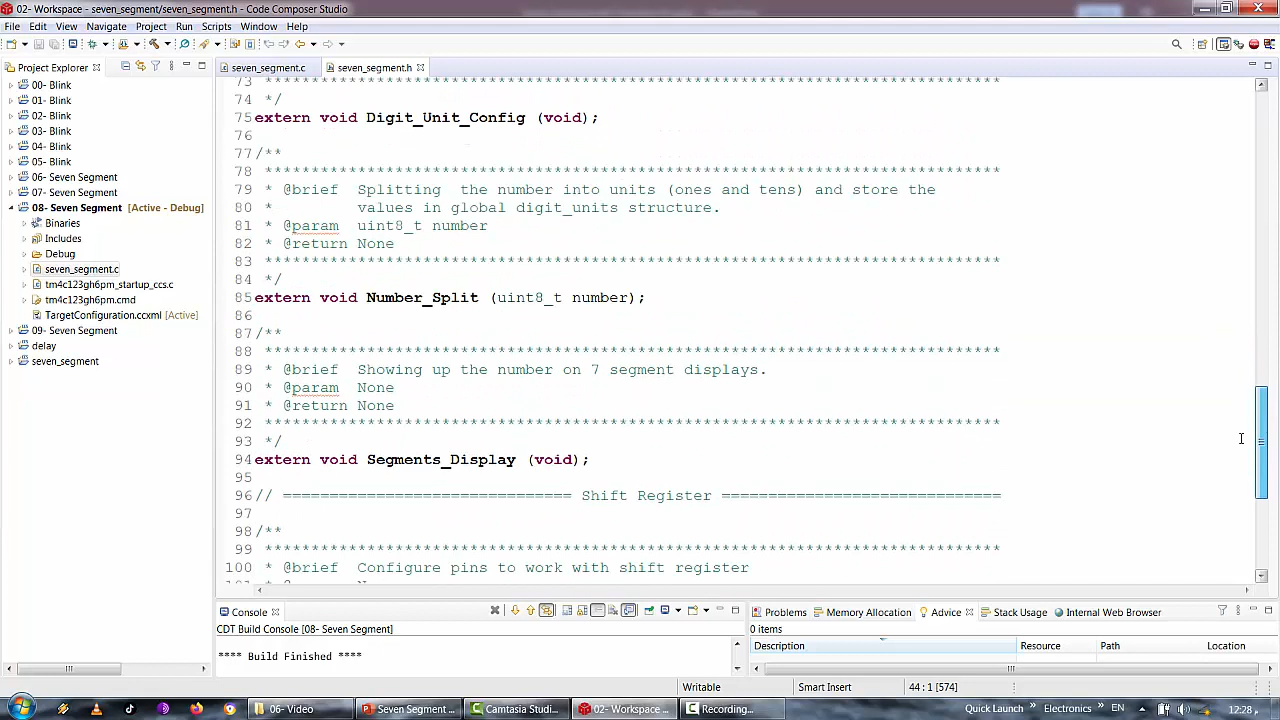 02- Workspace - seven_segment/seven_segment.h - Code Composer Studio
File Edit View Navigate Project Run Scripts Window Help
Project Explorer
seven_segment.c
seven_segment.h
00- Blink
01- Blink
02- Blink
03- Blink
04- Blink
05- Blink
06- Seven Segment
07- Seven Segment
08- Seven Segment [Active - Debug]
Binaries
Includes
Debug
seven_segment.c
tm4c123gh6pm_startup_ccs.c
tm4c123gh6pm.cmd
TargetConfiguration.ccxml [Active]
09- Seven Segment
delay
seven_segment
73 *******************************************************************************
74 */
75 extern void Digit_Unit_Config (void);
76
77 /**
78 *******************************************************************************
79 * @brief Splitting the number into units (ones and tens) and store the
80 * values in global digit_units structure.
81 * @param uint8_t number
82 * @return None
83 *******************************************************************************
84 */
85 extern void Number_Split (uint8_t number);
86
87 /**
88 *******************************************************************************
89 * @brief Showing up the number on 7 segment displays.
90 * @param None
91 * @return None
92 *******************************************************************************
93 */
94 extern void Segments_Display (void);
95
96 // =============================== Shift Register ==============================
97
98 /**
99 *******************************************************************************
100 * @brief Configure pins to work with shift register
Console
CDT Build Console [08- Seven Segment]
**** Build Finished ****
Problems Memory Allocation Advice Stack Usage Internal Web Browser
0 items
Description Resource Path Location
Writable Smart Insert 44 : 1 [574]
06- Video
Seven Segment ...
Camtasia Studi...
02- Workspace ...
Recording...
Quick Launch » Electronics » EN 12:28